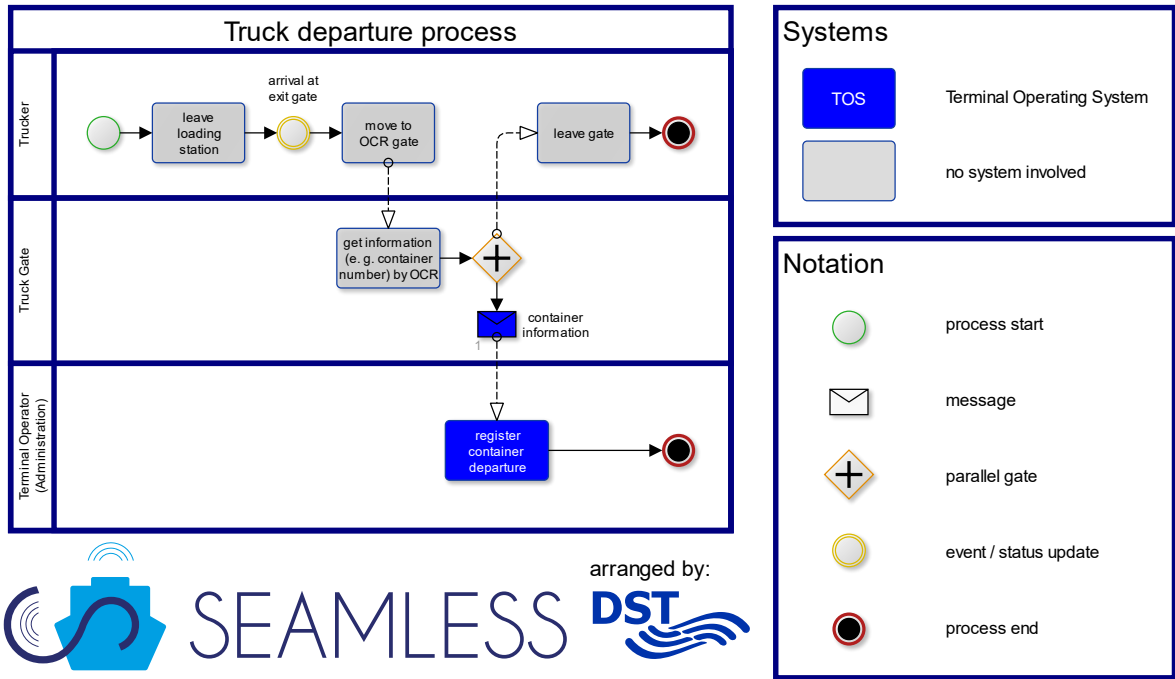 Truck departure process
Trucker
arrival at
exit gate
leave
loading
station
move to
OCR gate
leave gate
Truck Gate
get information
(e. g. container
number) by OCR
container
information
1
Terminal Operator
(Administration)
register
container
departure
Systems
TOS
Terminal Operating System
no system involved
Notation
process start
message
parallel gate
event / status update
process end
SEAMLESS
arranged by:
DST